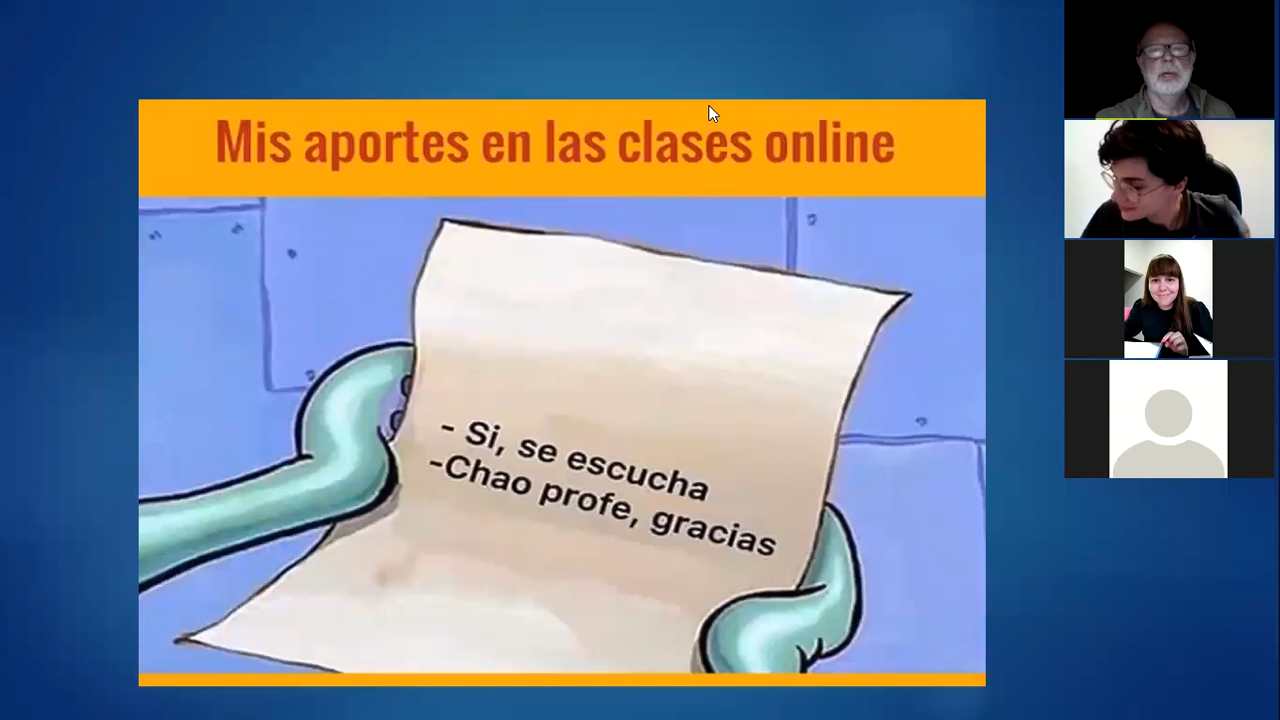 Mis aportes en las clases online
- Si, se escucha
-Chao profe, gracias